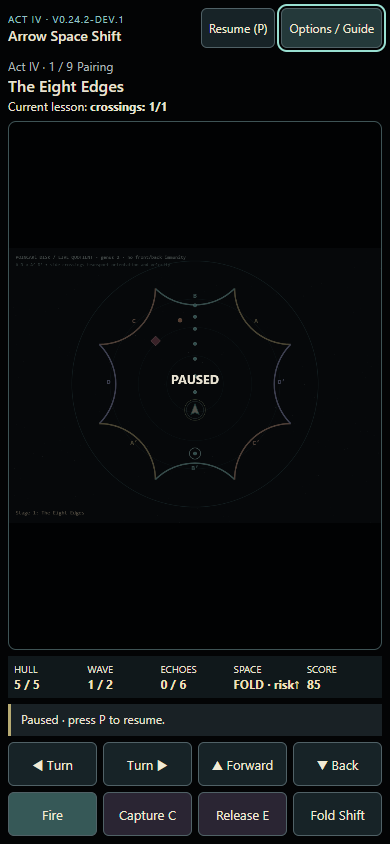 ACT IV · V0.24.2-DEV.1
Arrow Space Shift
Resume (P)
Options / Guide
Act IV · 1 / 9 Pairing
The Eight Edges
Current lesson: crossings: 1/1
B
C
A
D
D'
A'
C'
B'
PAUSED
Stage 1: The Eight Edges
HULL
WAVE
ECHOES
SPACE
SCORE
5 / 5
1 / 2
0 / 6
FOLD · risk↑
85
Paused · press P to resume.
◀ Turn
Turn ▶
▲ Forward
▼ Back
Fire
Capture C
Release E
Fold Shift